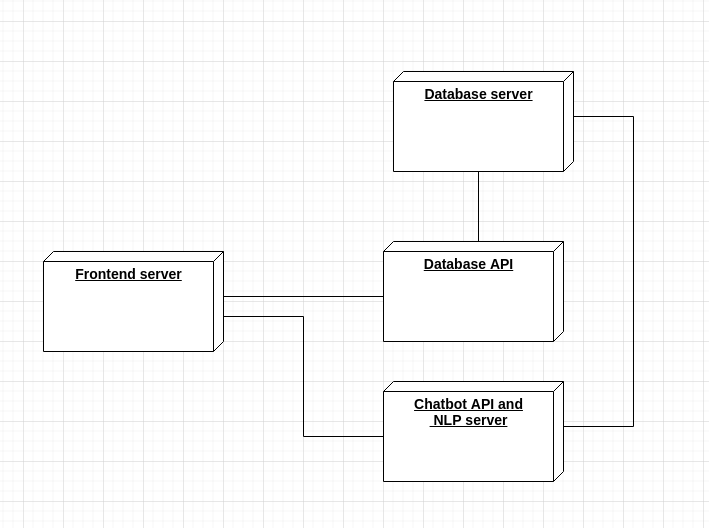 Database server
Frontend server
Database API
Chatbot API and
NLP server